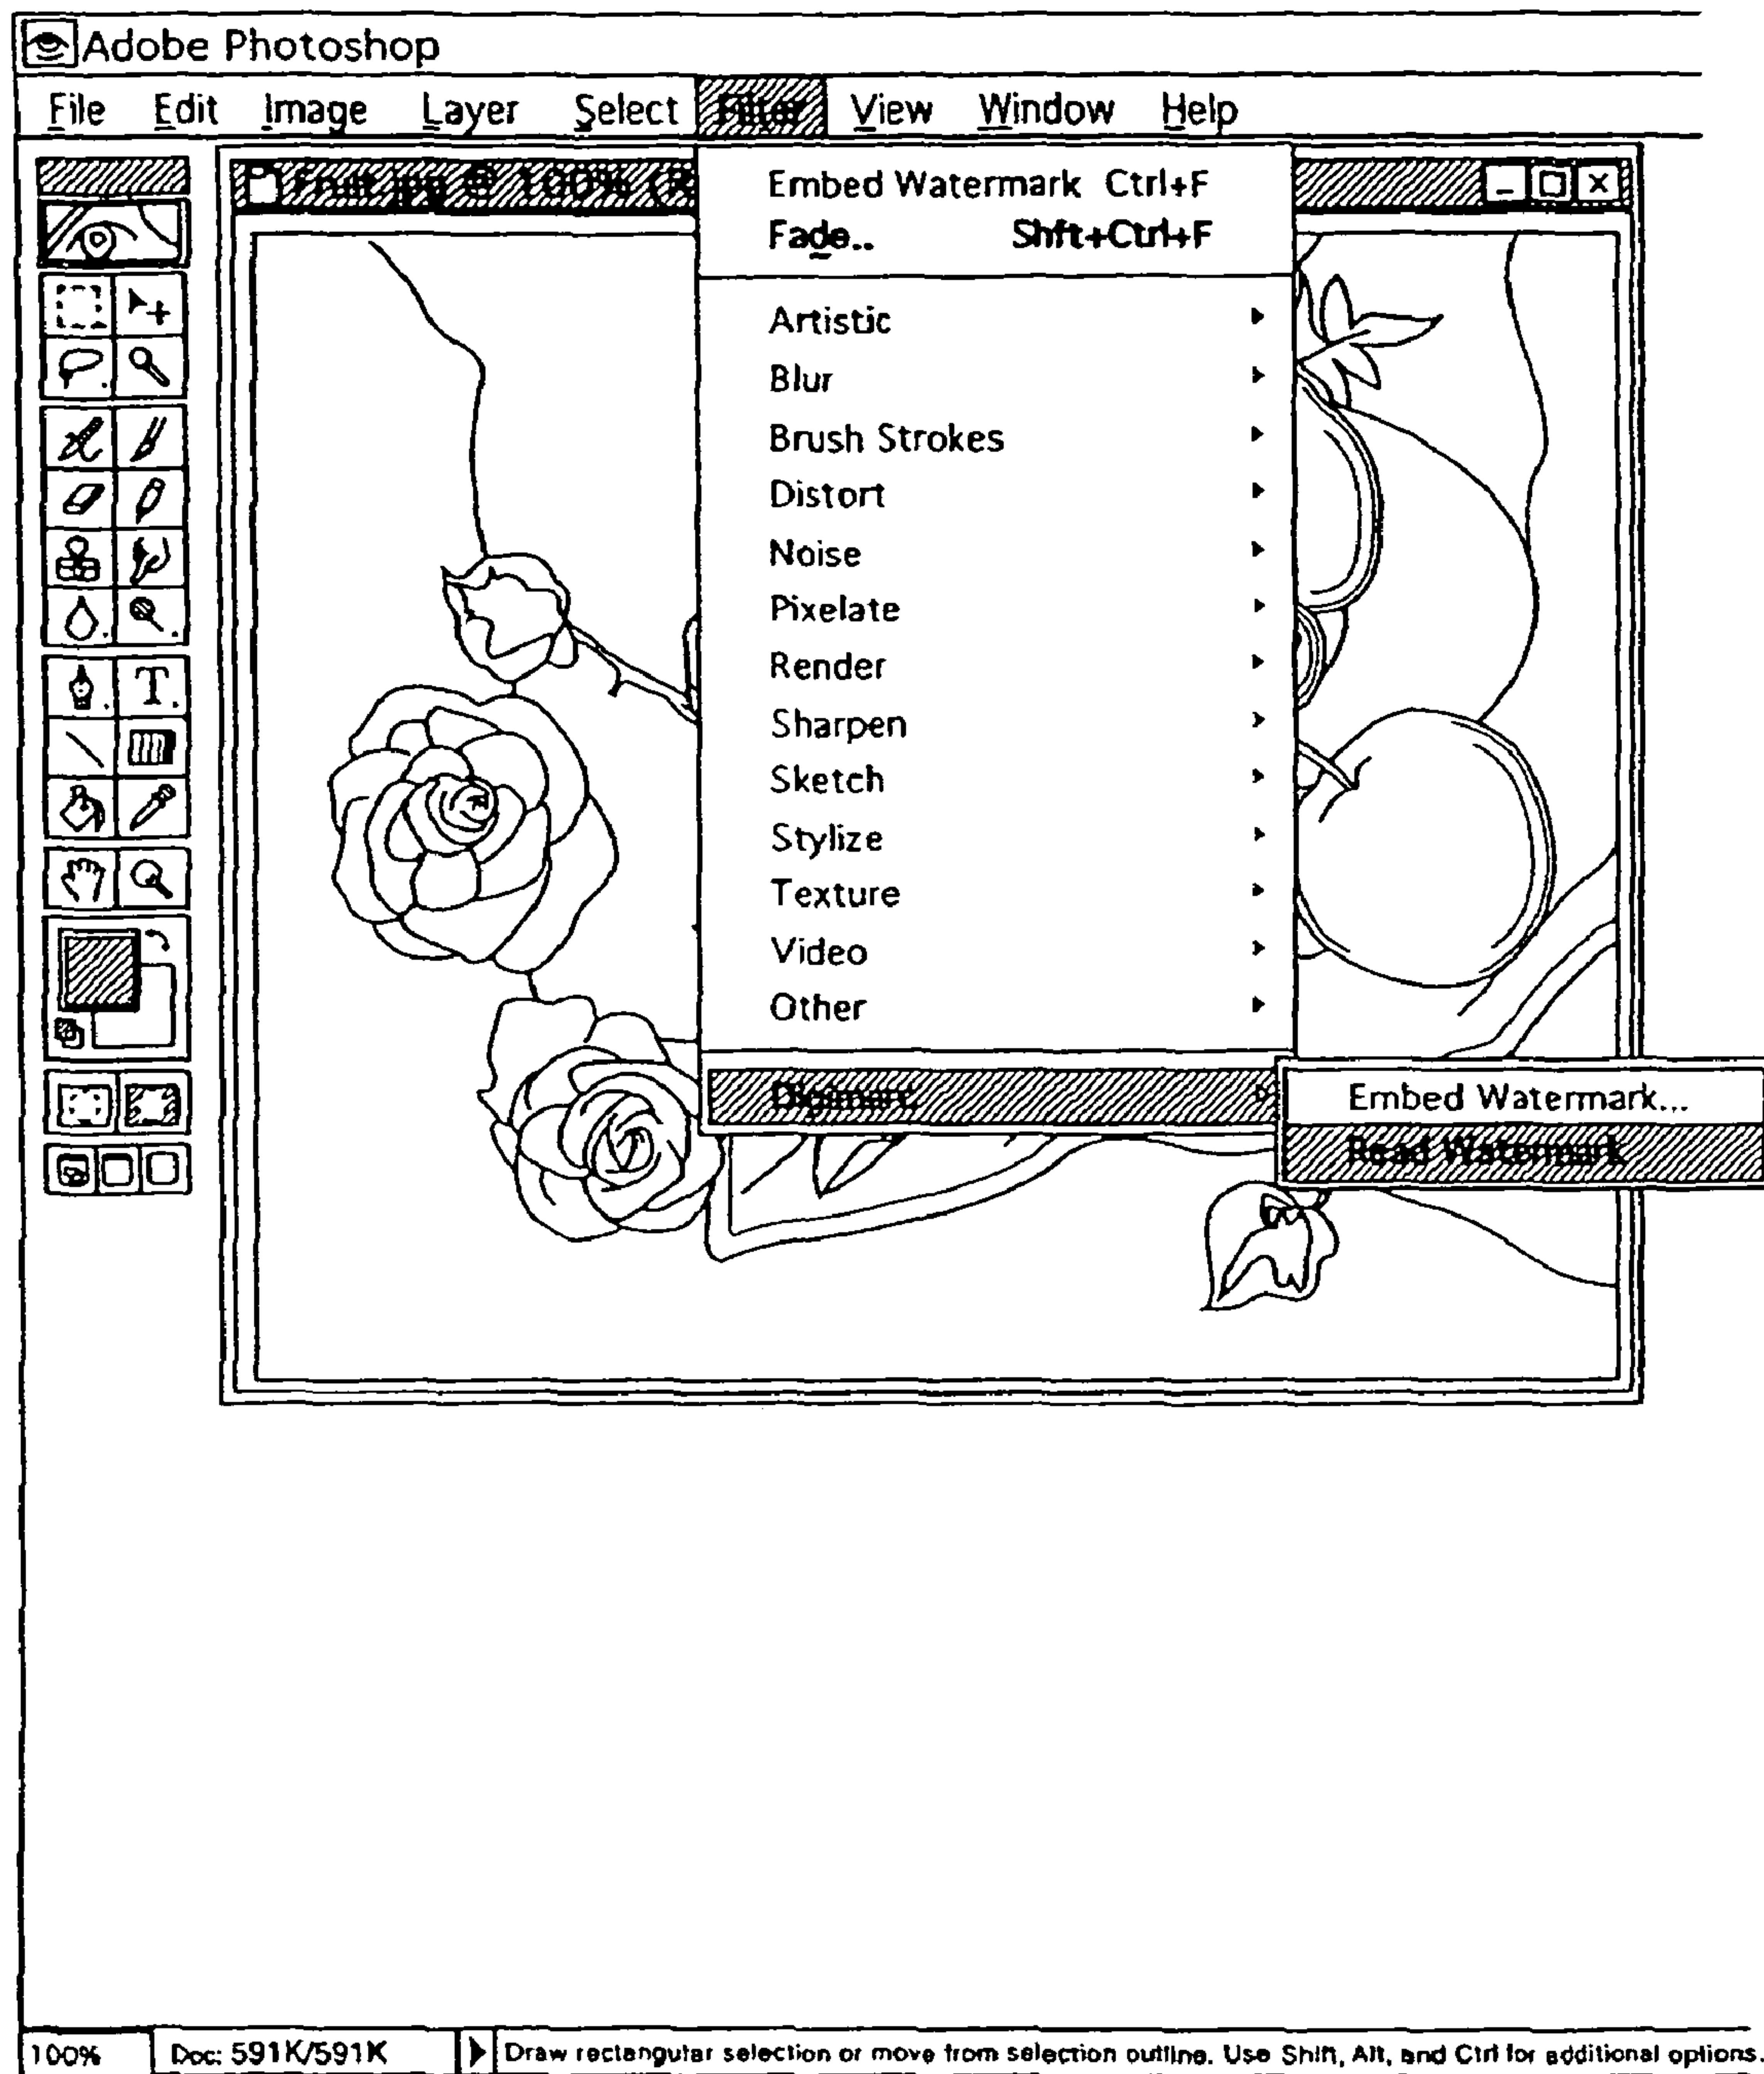 Adobe Photoshop
File Edit Image Layer Select Filter View Window Help
@ 100% (R
Embed Watermark Ctrl+F
Fade.. Shft+Ctrl+F
Artistic
Blur
Brush Strokes
Distort
Noise
Pixelate
Render
Sharpen
Sketch
Stylize
Texture
Video
Other
Digimarc
Embed Watermark...
Read Watermark
T
100% Doc: 591K/591K Draw rectangular selection or move from selection outline. Use Shift, Alt, and Ctrl for additional options.